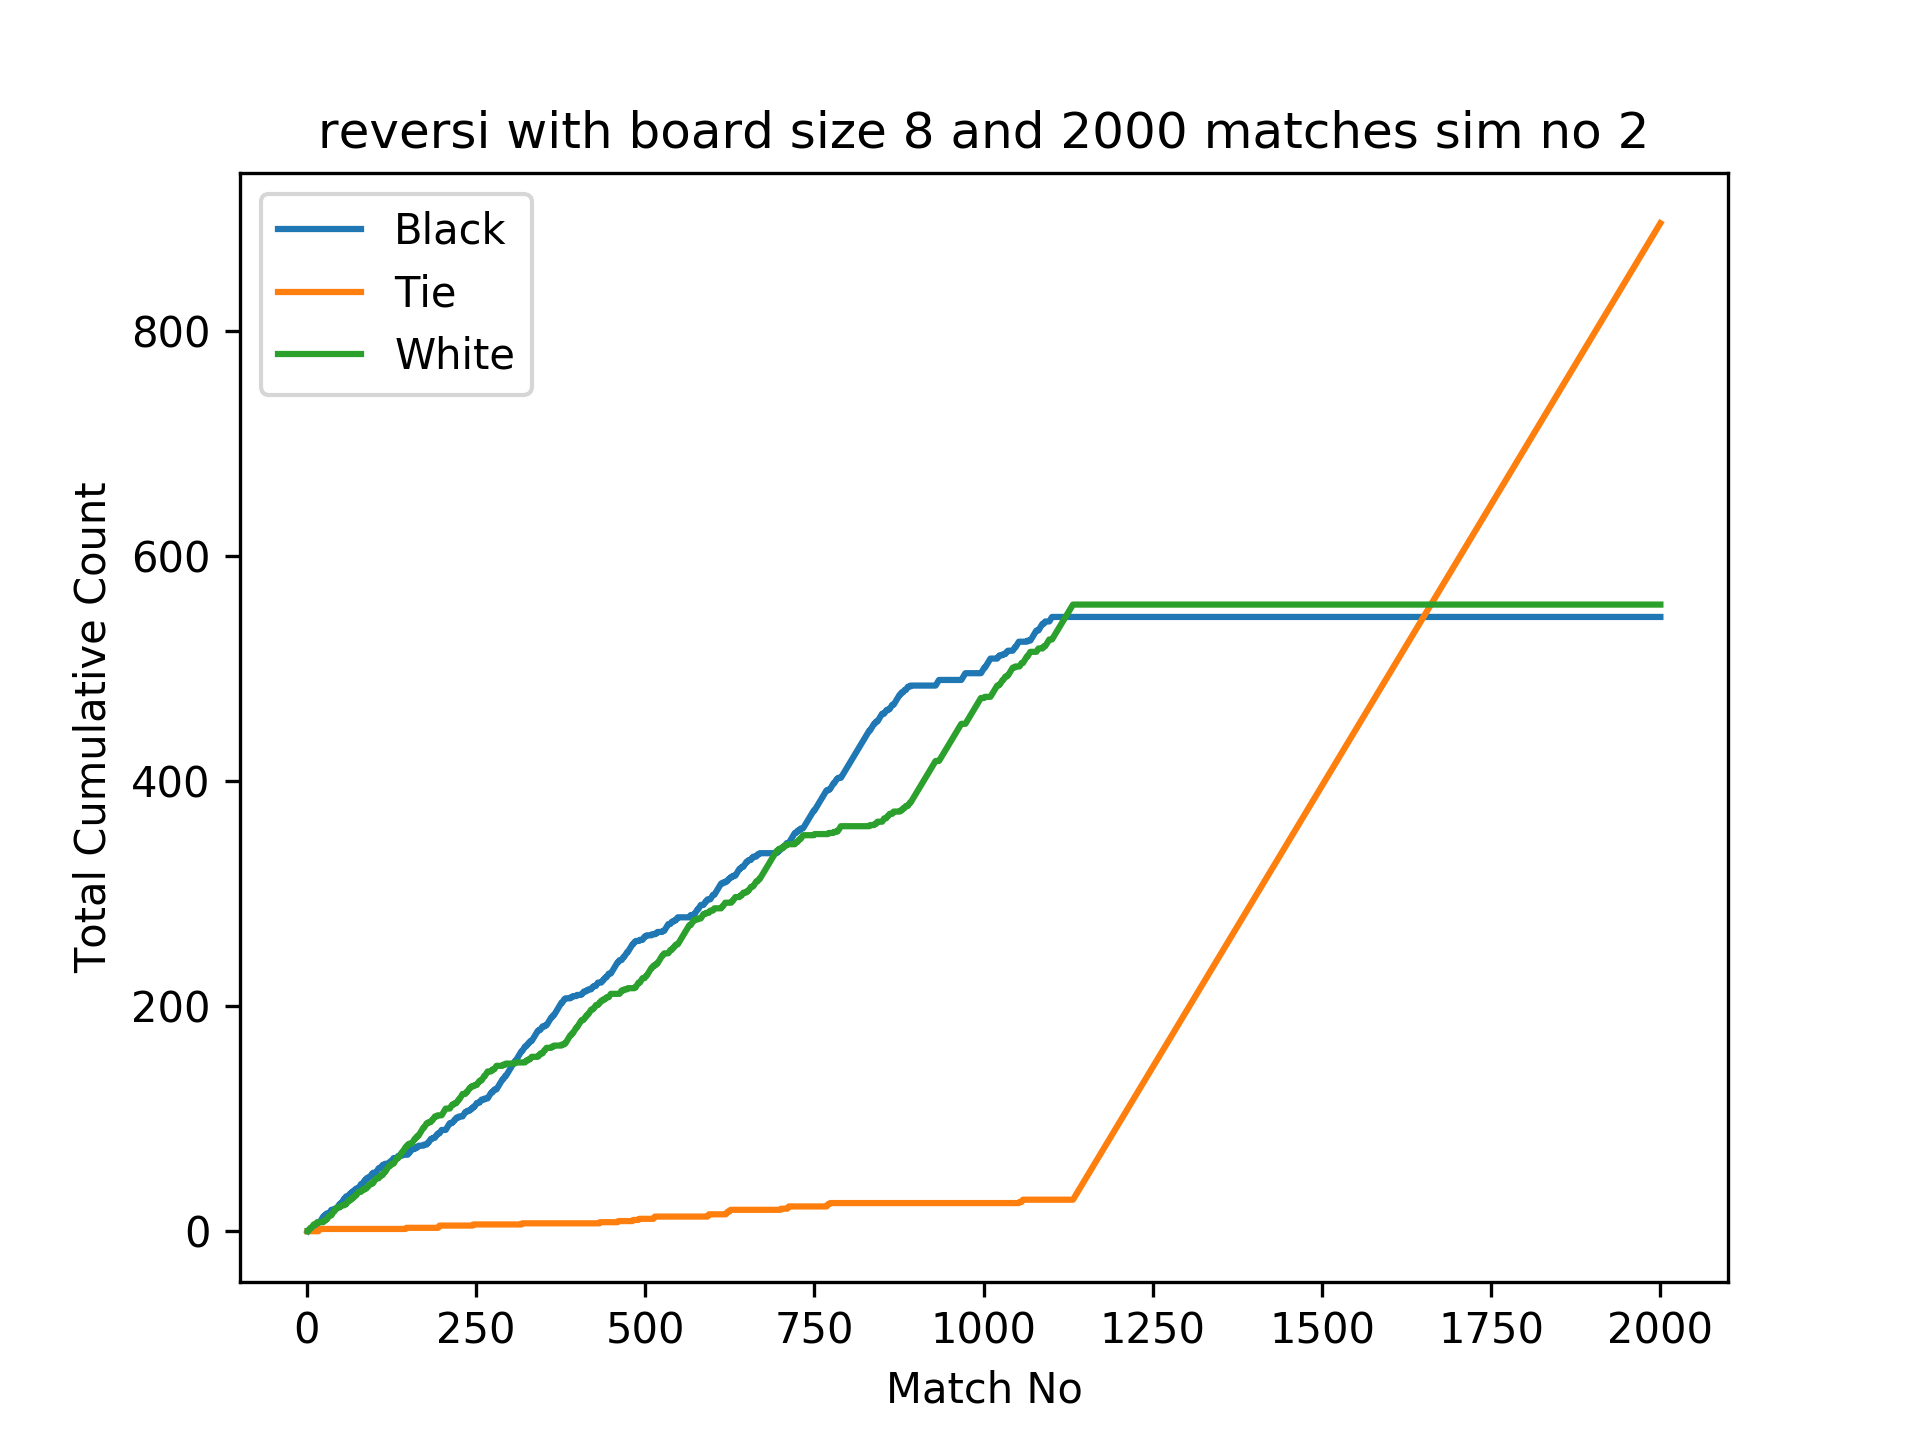 reversi with board size 8 and 2000 matches sim no 2
Black
Tie
White
Total Cumulative Count
800
600
400
200
0
0 250 500 750 1000 1250 1500 1750 2000
Match No